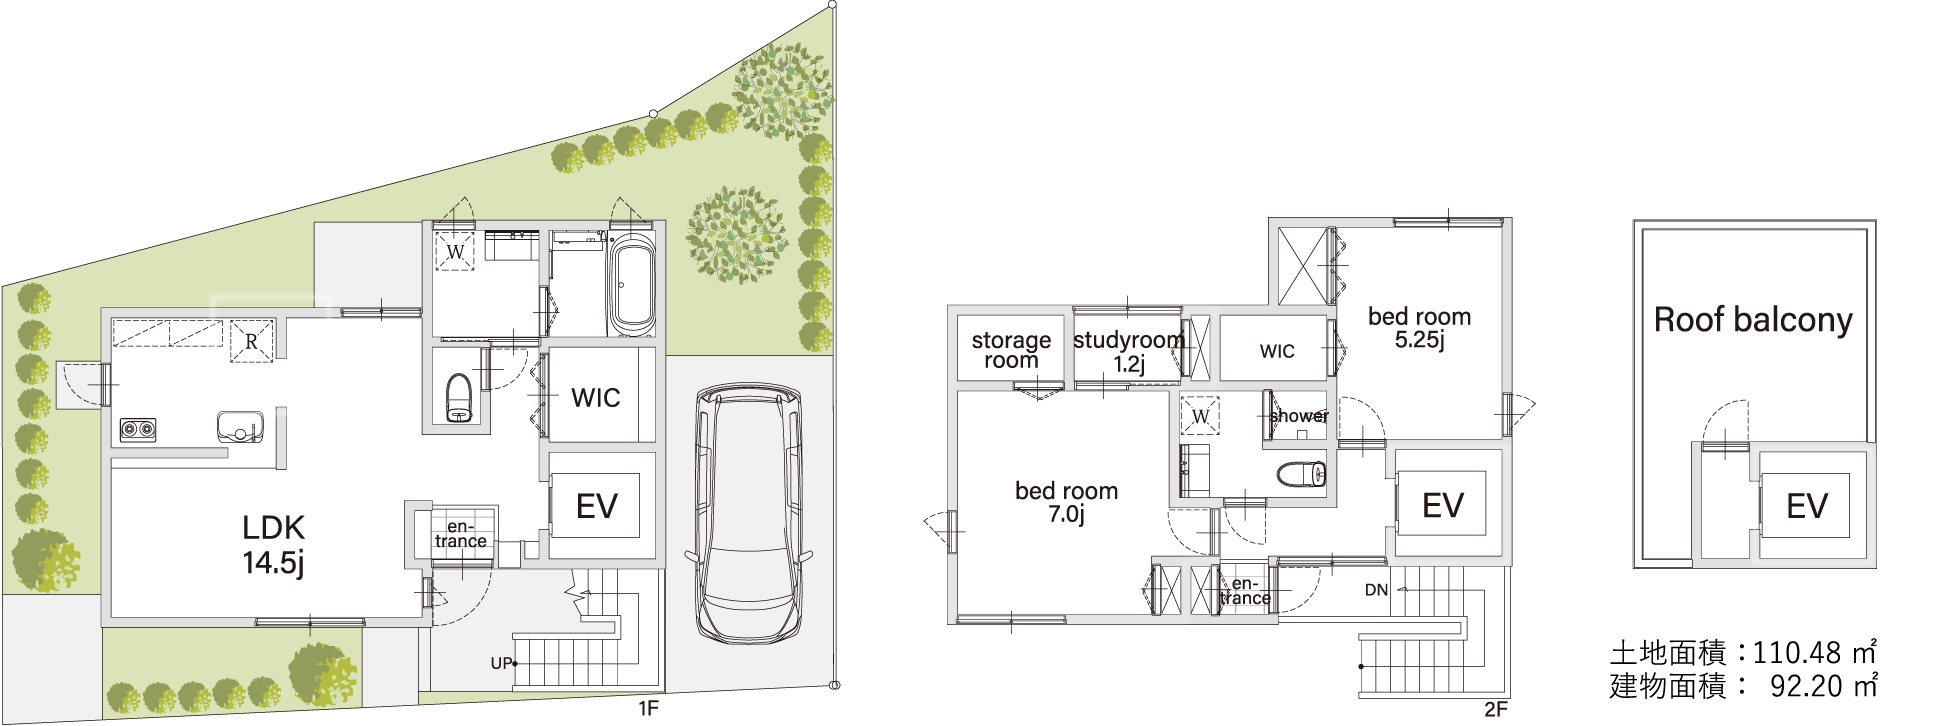 W
R
WIC
EV
LDK
14.5j
en-
trance
UP
1F
storage
room
studyroom
1.2j
WIC
bed room
5.25j
W
shower
bed room
7.0j
EV
en-
trance
DN
2F
Roof balcony
EV
土地面積：110.48 ㎡
建物面積： 92.20 ㎡